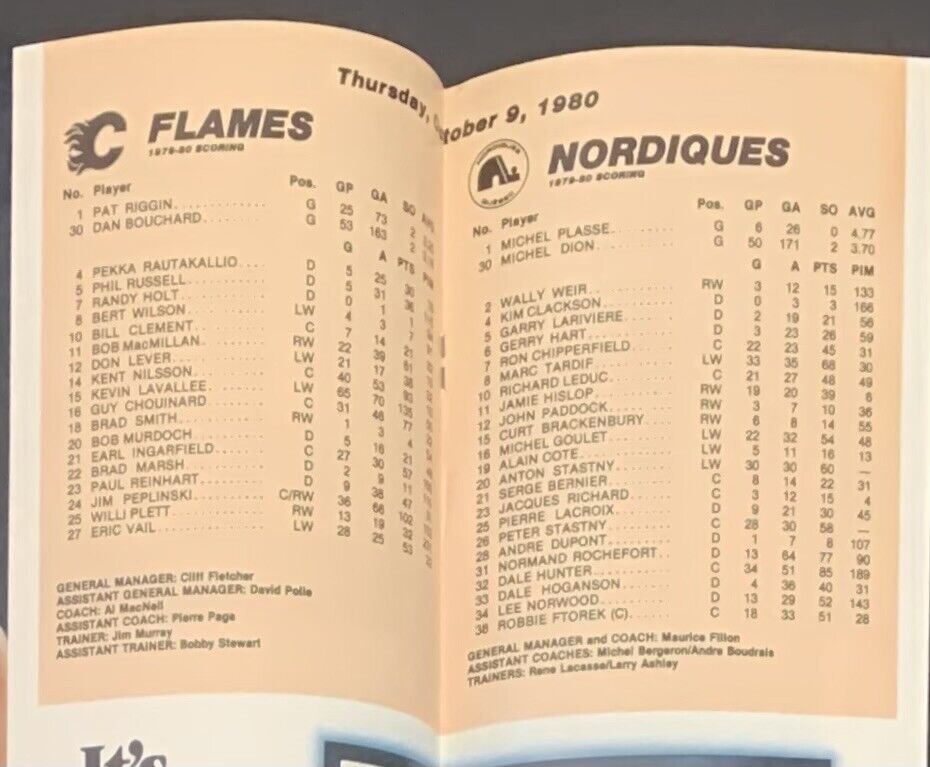 Thursday, October 9, 1980
FLAMES
1979-80 SCORING
No. Player Pos. GP GA SO AVG
1 PAT RIGGIN G 25 73 2
30 DAN BOUCHARD G 53 163 2
G A PTS PIM
4 PEKKA RAUTAKALLIO D 5 25 30
5 PHIL RUSSELL D 5 31 36
7 RANDY HOLT D 0 1 1
8 BERT WILSON LW 4 3 7
10 BILL CLEMENT C 7 14 21
11 BOB MacMILLAN RW 22 39 61
12 DON LEVER LW 21 17 38
14 KENT NILSSON C 40 53 93
15 KEVIN LAVALLEE LW 65 70 135
16 GUY CHOUINARD C 31 46 77
18 BRAD SMITH RW 1 3 4
20 BOB MURDOCH D 5 16 21
21 EARL INGARFIELD C 27 30 57
22 BRAD MARSH D 2 9 11
23 PAUL REINHART D 9 38 47
24 JIM PEPLINSKI C/RW 36 66 102
25 WILLI PLETT RW 13 19 32
27 ERIC VAIL LW 28 25 53
GENERAL MANAGER: Cliff Fletcher
ASSISTANT GENERAL MANAGER: David Poile
COACH: Al MacNeil
ASSISTANT COACH: Pierre Page
TRAINER: Jim Murray
ASSISTANT TRAINER: Bobby Stewart
It's
NORDIQUES
1979-80 SCORING
No. Player Pos. GP GA SO AVG
1 MICHEL PLASSE G 6 26 0 4.77
30 MICHEL DION G 50 171 2 3.70
G A PTS PIM
2 WALLY WEIR RW 3 12 15 133
4 KIM CLACKSON D 0 3 3 166
5 GARRY LARIVIERE D 2 19 21 56
6 GERRY HART D 3 23 26 59
7 RON CHIPPERFIELD C 22 23 45 31
8 MARC TARDIF LW 33 35 68 30
10 RICHARD LEDUC C 21 27 48 49
11 JAMIE HISLOP RW 19 20 39 6
12 JOHN PADDOCK RW 3 7 10 36
15 CURT BRACKENBURY RW 6 8 14 55
16 MICHEL GOULET LW 22 32 54 48
19 ALAIN COTE LW 5 11 16 13
20 ANTON STASTNY LW 30 30 60 —
21 SERGE BERNIER C 8 14 22 31
23 JACQUES RICHARD C 3 12 15 4
25 PIERRE LACROIX D 9 21 30 45
26 PETER STASTNY C 28 30 58 —
28 ANDRE DUPONT D 1 7 8 107
31 NORMAND ROCHEFORT D 13 64 77 90
32 DALE HUNTER C 34 51 85 189
33 DALE HOGANSON D 4 36 40 31
34 LEE NORWOOD D 13 29 52 143
38 ROBBIE FTOREK (C) C 18 33 51 28
GENERAL MANAGER and COACH: Maurice Filion
ASSISTANT COACHES: Michel Bergeron/Andre Boudrais
TRAINERS: Rene Lacasse/Larry Ashley